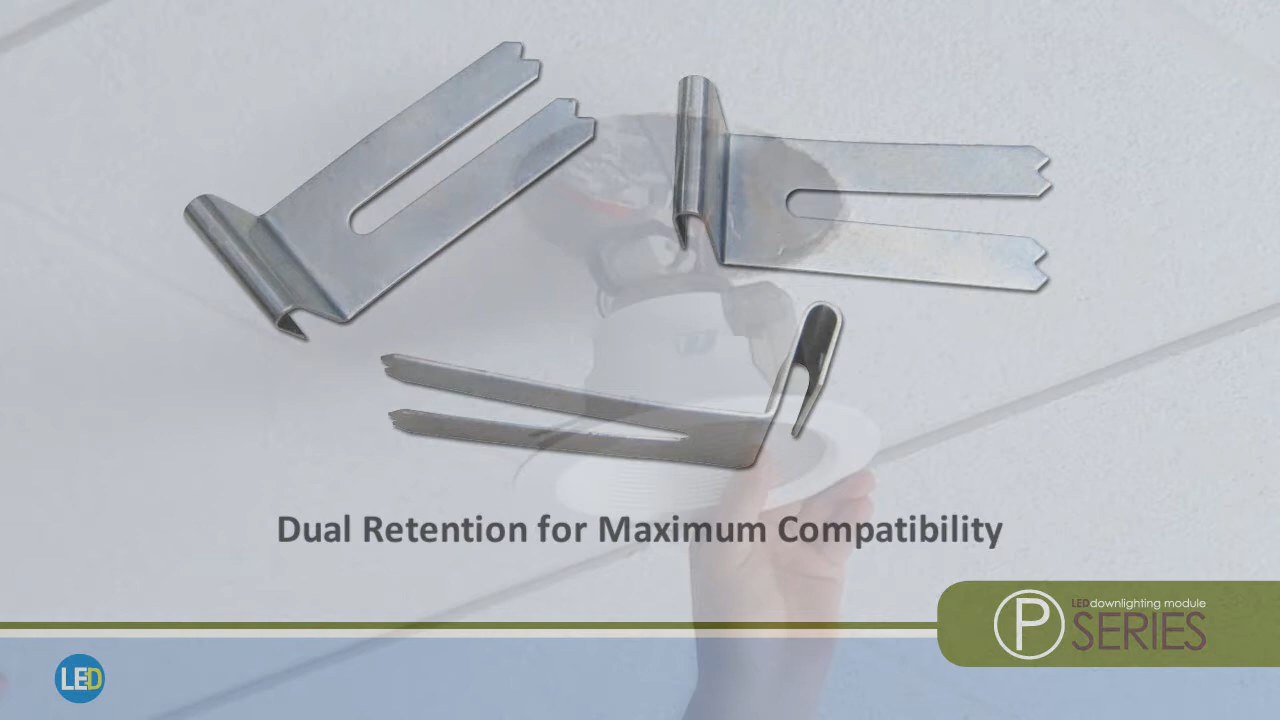 Dual Retention for Maximum Compatibility
LED downlighting module
P SERIES
LED